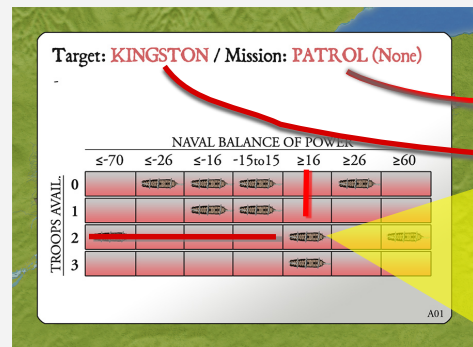 Target: KINGSTON / Mission: PATROL (None)
-
NAVAL BALANCE OF POWER
≤-70 ≤-26 ≤-16 -15to15 ≥16 ≥26 ≥60
TROOPS AVAIL.
0
1
2
3
A01